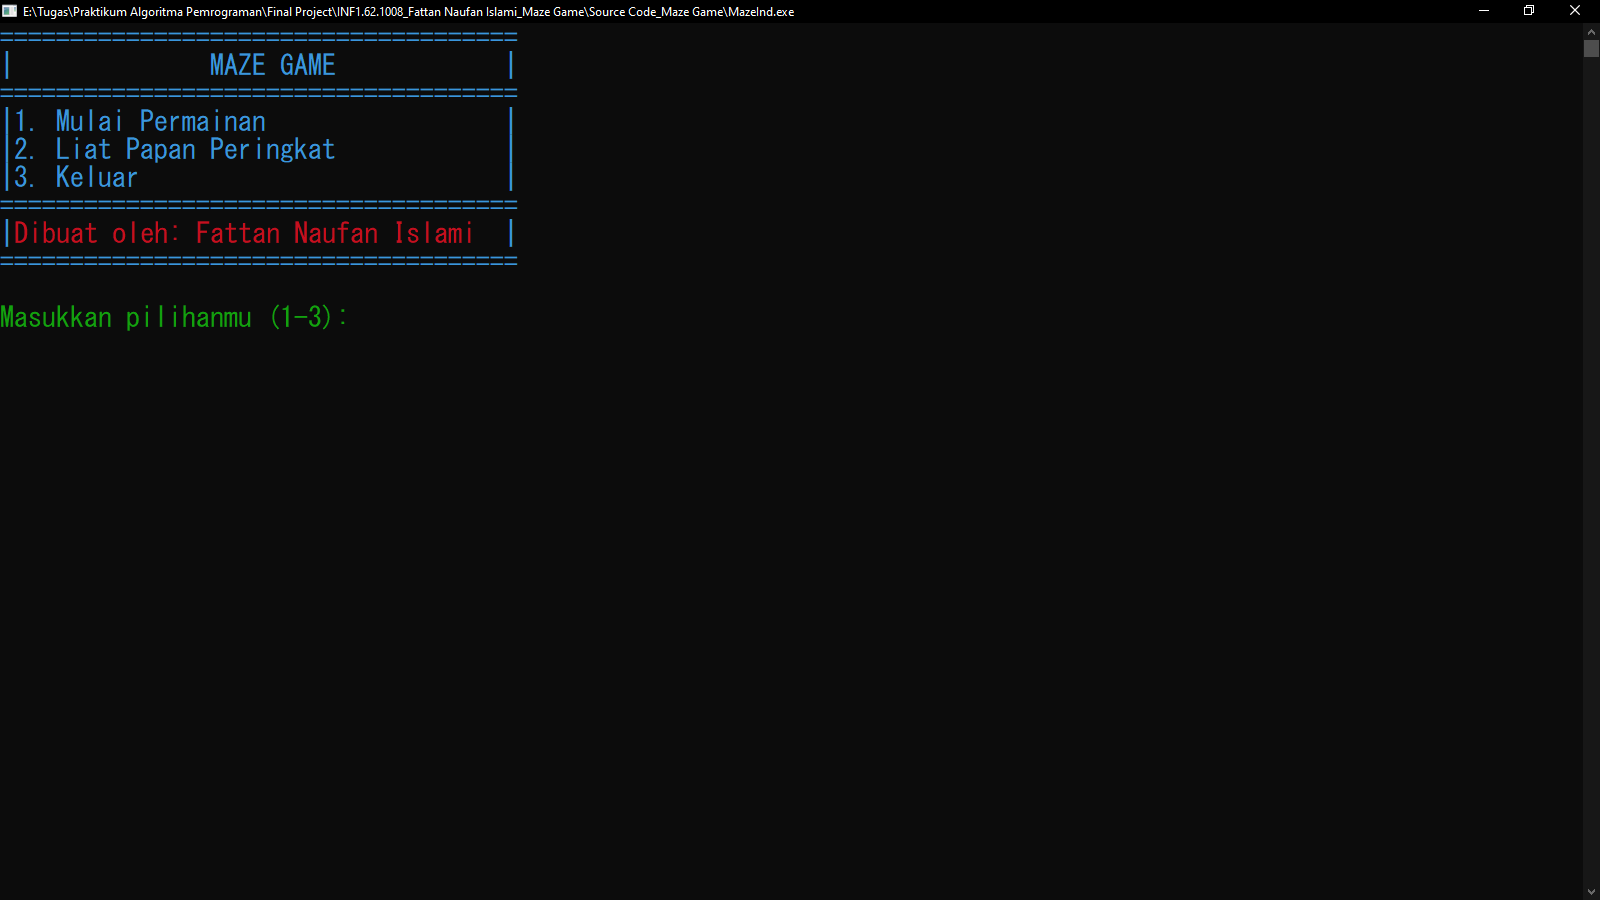 E:\Tugas\Praktikum Algoritma Pemrograman\Final Project\INF1.62.1008_Fattan Naufan Islami_Maze Game\Source Code_Maze Game\MazeInd.exe
=====================================
| MAZE GAME |
=====================================
|1. Mulai Permainan |
|2. Liat Papan Peringkat |
|3. Keluar |
=====================================
|Dibuat oleh: Fattan Naufan Islami |
=====================================
Masukkan pilihanmu (1-3):